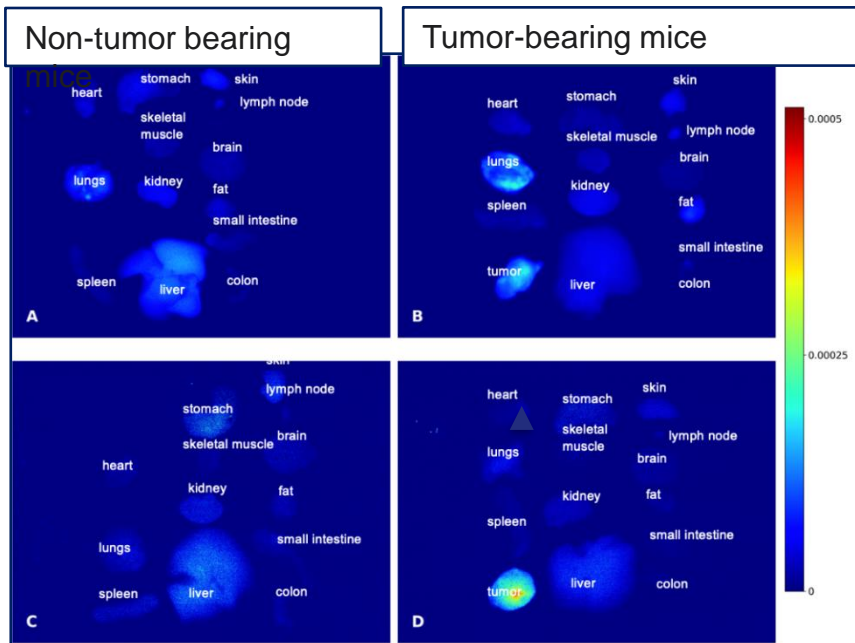 Non-tumor bearing
mice
Tumor-bearing mice
heart
stomach
skin
lymph node
skeletal
muscle
brain
lungs
kidney
fat
small intestine
spleen
liver
colon
A
heart
stomach
skin
skeletal muscle
lymph node
lungs
kidney
brain
spleen
fat
small intestine
tumor
liver
colon
B
skin
lymph node
stomach
skeletal muscle
brain
heart
kidney
fat
lungs
small intestine
spleen
liver
colon
C
heart
stomach
skin
skeletal
muscle
lymph node
lungs
brain
kidney
fat
spleen
small intestine
tumor
liver
colon
D
0.0005
0.00025
0